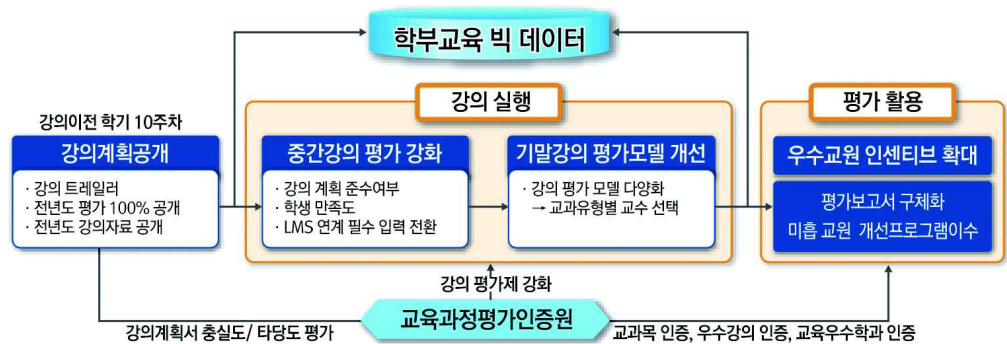 학부교육 빅 데이터
강의 실행
평가 활용
강의이전 학기 10주차
강의계획공개
· 강의 트레일러
· 전년도 평가 100% 공개
· 전년도 강의자료 공개
중간강의 평가 강화
· 강의 계획 준수여부
· 학생 만족도
· LMS 연계 필수 입력 전환
기말강의 평가모델 개선
· 강의 평가 모델 다양화
→ 교과유형별 교수 선택
우수교원 인센티브 확대
평가보고서 구체화
미흡 교원 개선프로그램이수
강의 평가제 강화
교육과정평가인증원
강의계획서 충실도/ 타당도 평가
교과목 인증, 우수강의 인증, 교육우수학과 인증